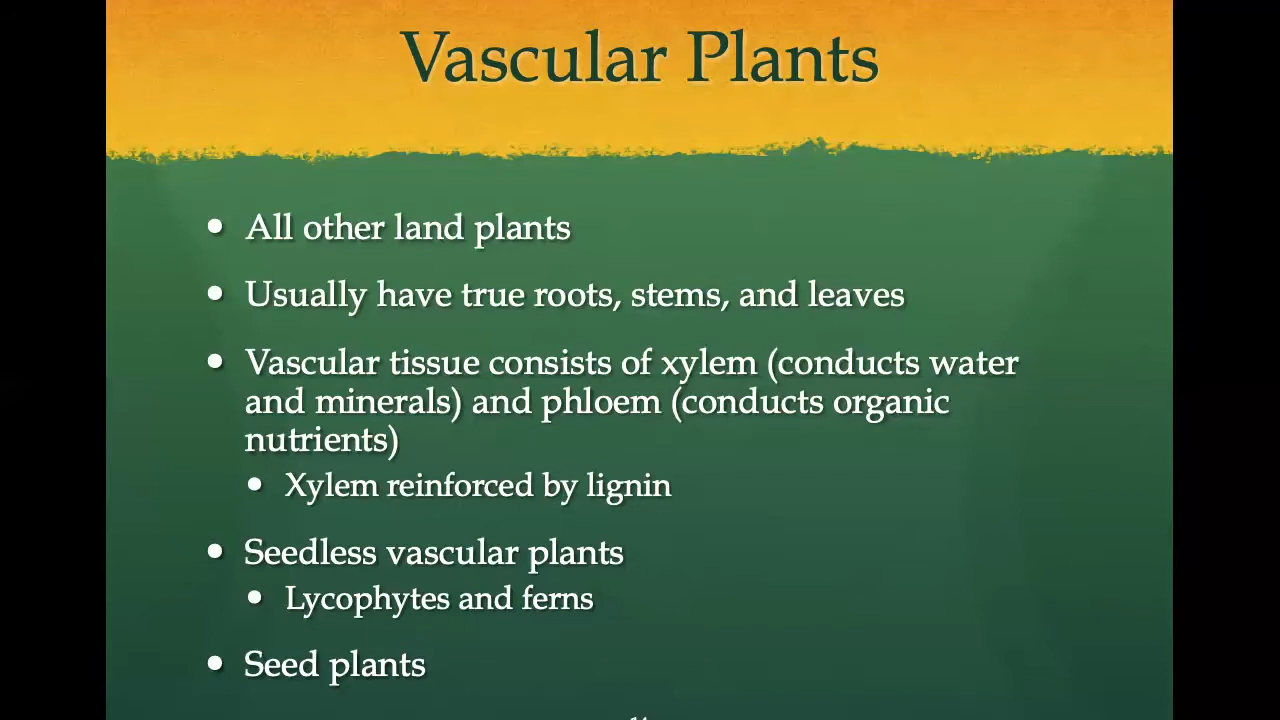 Vascular Plants
• All other land plants
• Usually have true roots, stems, and leaves
• Vascular tissue consists of xylem (conducts water
and minerals) and phloem (conducts organic
nutrients)
• Xylem reinforced by lignin
• Seedless vascular plants
• Lycophytes and ferns
• Seed plants